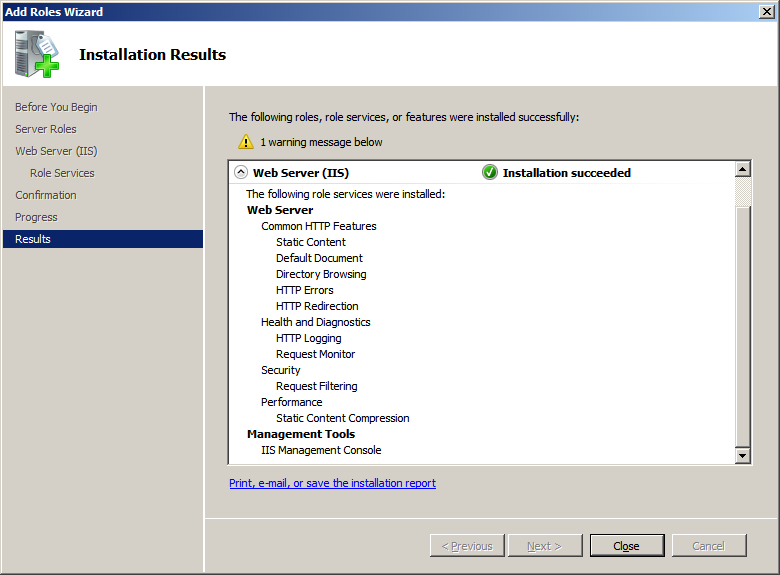 Add Roles Wizard
Installation Results
Before You Begin
Server Roles
Web Server (IIS)
Role Services
Confirmation
Progress
Results
The following roles, role services, or features were installed successfully:
1 warning message below
Web Server (IIS) Installation succeeded
The following role services were installed:
Web Server
Common HTTP Features
Static Content
Default Document
Directory Browsing
HTTP Errors
HTTP Redirection
Health and Diagnostics
HTTP Logging
Request Monitor
Security
Request Filtering
Performance
Static Content Compression
Management Tools
IIS Management Console
Print, e-mail, or save the installation report
< Previous Next > Close Cancel